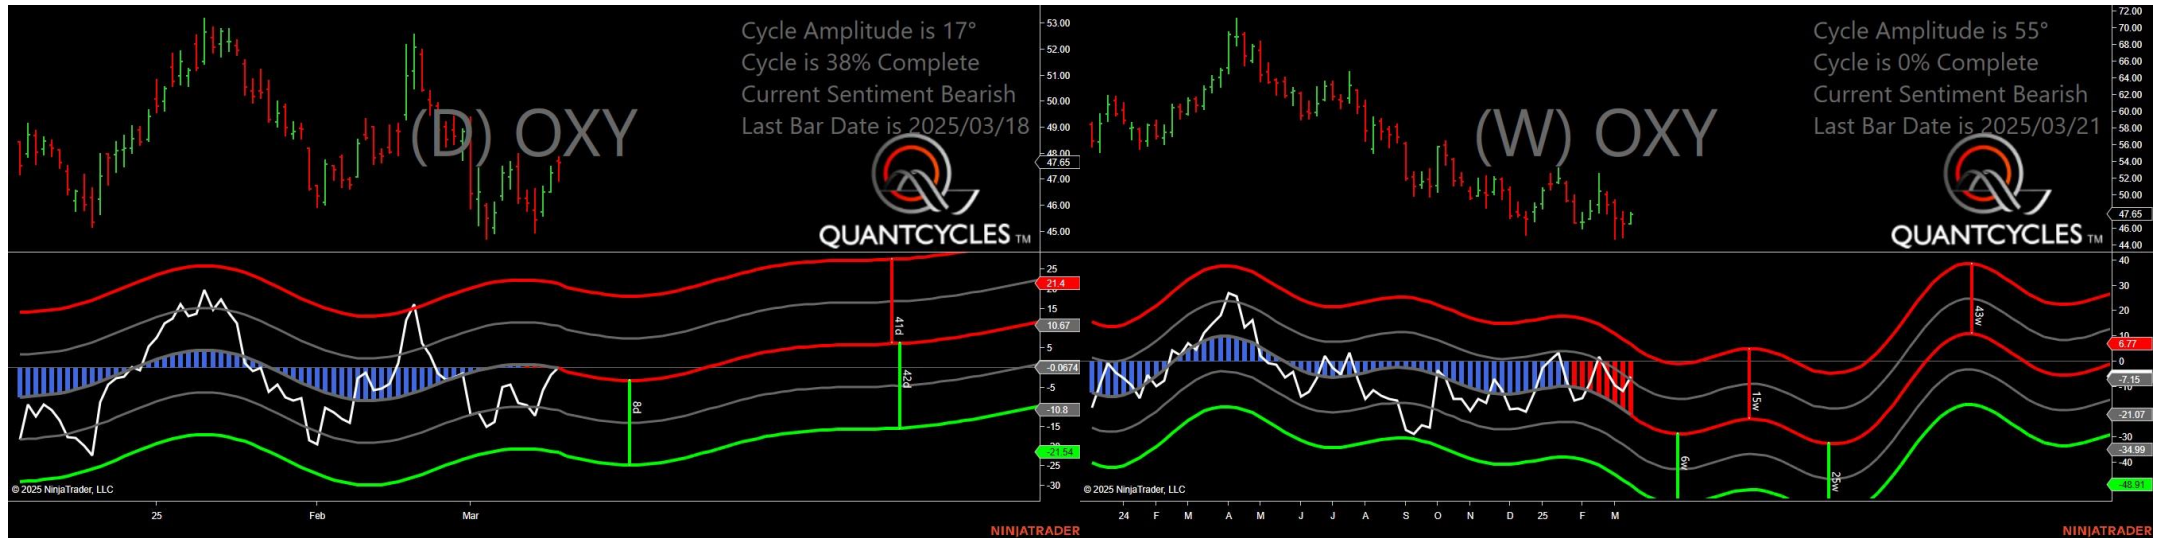 Cycle Amplitude is 17°
Cycle is 38% Complete
Current Sentiment Bearish
Last Bar Date is 2025/03/18
(D) OXY
QUANTCYCLES TM
53.00
52.00
51.00
50.00
49.00
48.00
47.65
47.00
46.00
45.00
25
21.4
15
10.67
5
-0.0674
-5
-10.8
-15
-21.54
-25
-30
8d
41d
42d
© 2025 NinjaTrader, LLC
25 Feb Mar
NINJATRADER
Cycle Amplitude is 55°
Cycle is 0% Complete
Current Sentiment Bearish
Last Bar Date is 2025/03/21
(W) OXY
QUANTCYCLES TM
72.00
70.00
68.00
66.00
64.00
62.00
60.00
58.00
56.00
54.00
52.00
50.00
47.65
46.00
44.00
40
30
20
10
6.77
0
-7.15
-21.07
-30
-34.99
-40
-48.91
6w
15w
25w
43w
© 2025 NinjaTrader, LLC
24 F M A M J J A S O N D 25 F M
NINJATRADER